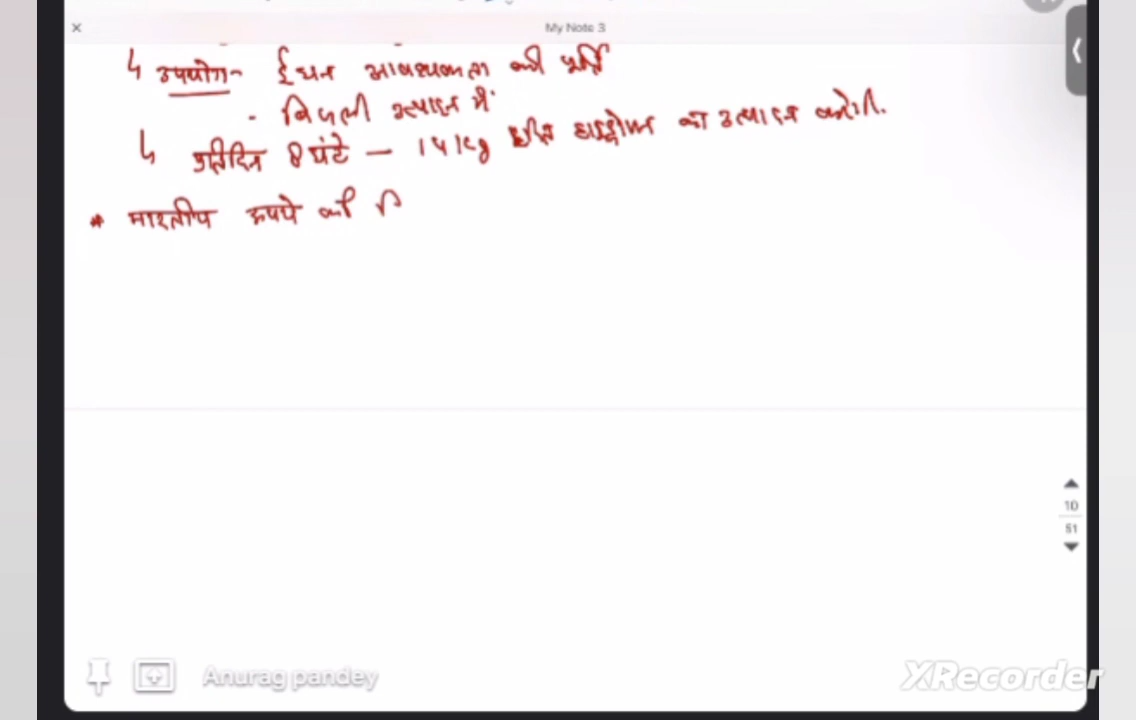 My Note 3
↳ उपयोग- ईंधन आवश्यकता की पूर्ति
- बिजली उत्पादन में
↳ प्रतिदिन 8 घंटे — 14 kg हरित हाइड्रोजन का उत्पादन करेगी.
* भारतीय रुपये की
10
51
Anurag pandey
XRecorder